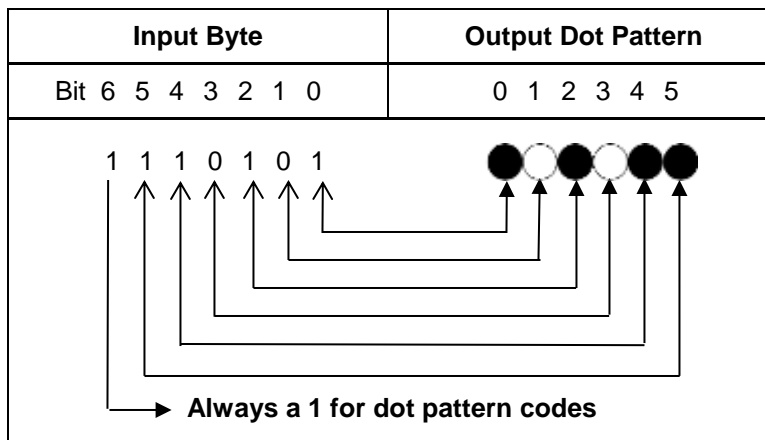 Input Byte Output Dot Pattern
Bit 6 5 4 3 2 1 0 0 1 2 3 4 5
1 1 1 0 1 0 1
Always a 1 for dot pattern codes